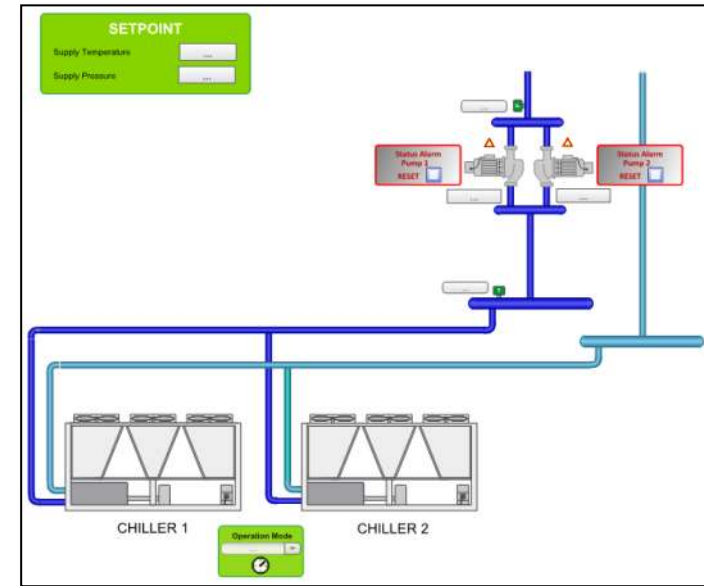 SETPOINT
Supply Temperature ...
Supply Pressure ...
...
Status Alarm
Pump 1
RESET
Status Alarm
Pump 2
RESET
...
...
... T
CHILLER 1
CHILLER 2
Operation Mode
...